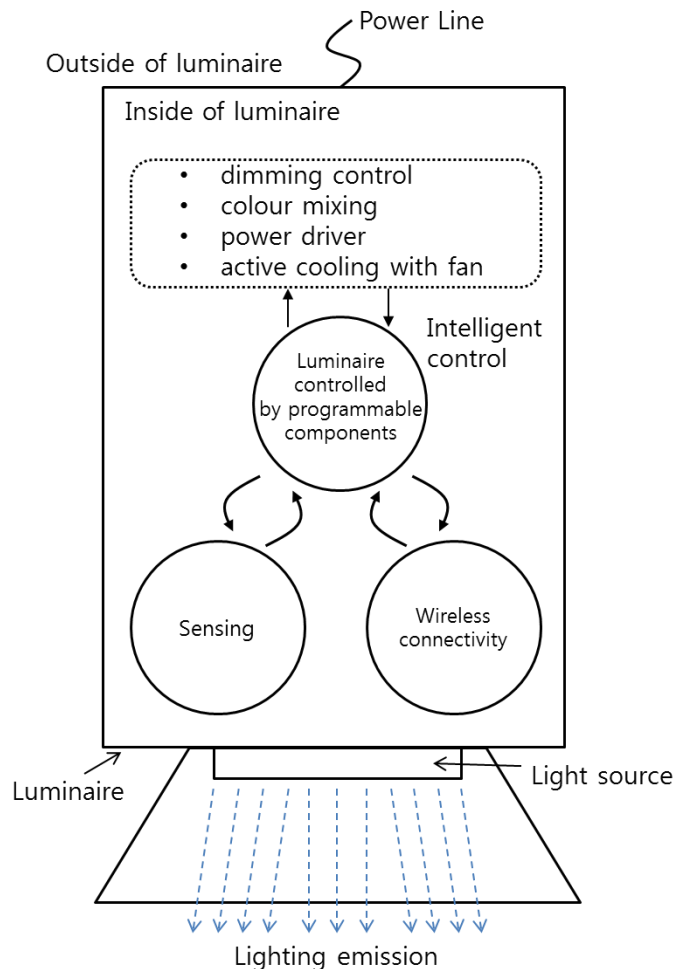 Power Line
Outside of luminaire
Inside of luminaire
• dimming control
• colour mixing
• power driver
• active cooling with fan
Intelligent
control
Luminaire
controlled
by programmable
components
Sensing
Wireless
connectivity
Luminaire
Light source
Lighting emission